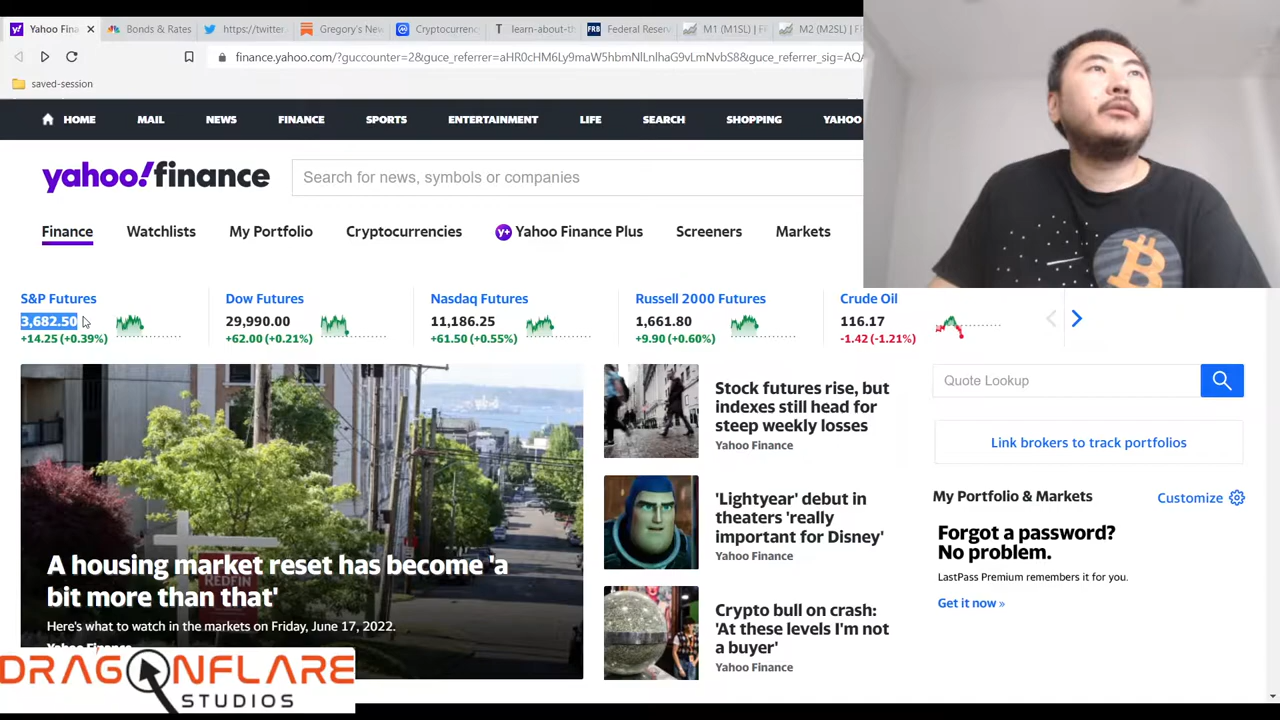 Yahoo Fina
Bonds & Rates
https://twitter
Gregory's New
Cryptocurrency
learn-about-th
Federal Reserv
M1 (M1SL) | F
M2 (M2SL) | FR
finance.yahoo.com/?guccounter=2&guce_referrer=aHR0cHM6Ly9maW5hbmNlLnlhaG9vLmNvbS8&guce_referrer_sig=AQA
saved-session
HOME MAIL NEWS FINANCE SPORTS ENTERTAINMENT LIFE SEARCH SHOPPING YAHOO
yahoo!finance
Search for news, symbols or companies
Finance Watchlists My Portfolio Cryptocurrencies Y+ Yahoo Finance Plus Screeners Markets
S&P Futures
3,682.50
+14.25 (+0.39%)
Dow Futures
29,990.00
+62.00 (+0.21%)
Nasdaq Futures
11,186.25
+61.50 (+0.55%)
Russell 2000 Futures
1,661.80
+9.90 (+0.60%)
Crude Oil
116.17
-1.42 (-1.21%)
REDFIN
A housing market reset has become 'a
bit more than that'
Here's what to watch in the markets on Friday, June 17, 2022.
Yahoo Finance
Stock futures rise, but
indexes still head for
steep weekly losses
Yahoo Finance
'Lightyear' debut in
theaters 'really
important for Disney'
Yahoo Finance
Crypto bull on crash:
'At these levels I'm not
a buyer'
Yahoo Finance
Quote Lookup
Link brokers to track portfolios
My Portfolio & Markets
Customize
Forgot a password?
No problem.
LastPass Premium remembers it for you.
Get it now »
DRAGONFLARE
STUDIOS